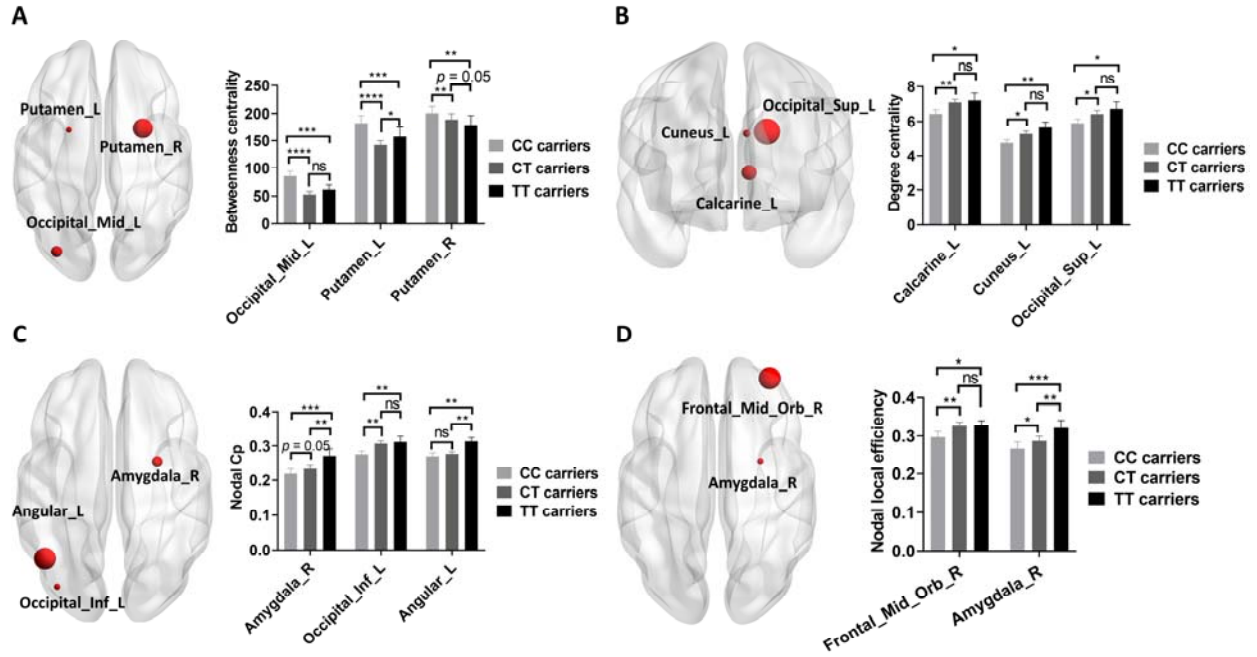 A
Putamen_L
Putamen_R
Occipital_Mid_L
Betweenness centrality
250
200
150
100
50
0
***
****
ns
***
****
*
**
p = 0.05
**
Occipital_Mid_L
Putamen_L
Putamen_R
CC carriers
CT carriers
TT carriers
B
Occipital_Sup_L
Cuneus_L
Calcarine_L
Degree centrality
8
6
4
2
0
*
ns
**
**
ns
*
*
ns
*
Calcarine_L
Cuneus_L
Occipital_Sup_L
CC carriers
CT carriers
TT carriers
C
Amygdala_R
Angular_L
Occipital_Inf_L
Nodal Cp
0.4
0.3
0.2
0.1
0.0
***
**
p = 0.05
**
ns
**
**
ns
**
Amygdala_R
Occipital_Inf_L
Angular_L
CC carriers
CT carriers
TT carriers
D
Frontal_Mid_Orb_R
Amygdala_R
Nodal local efficiency
0.4
0.3
0.2
0.1
0.0
*
ns
**
***
**
*
Frontal_Mid_Orb_R
Amygdala_R
CC carriers
CT carriers
TT carriers